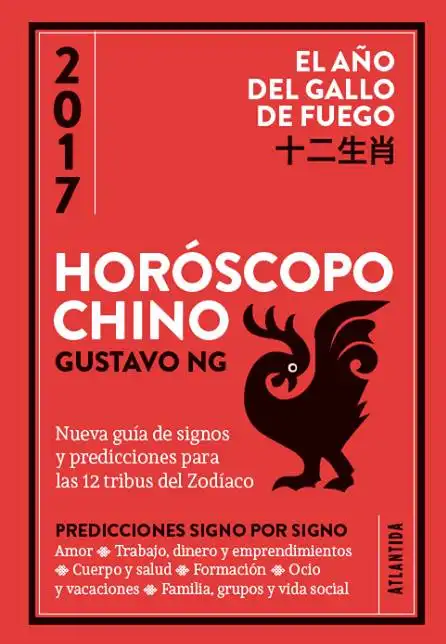 2017
EL AÑO
DEL GALLO
DE FUEGO
十二生肖
HORÓSCOPO
CHINO
GUSTAVO NG
Nueva guía de signos
y predicciones para
las 12 tribus del Zodíaco
PREDICCIONES SIGNO POR SIGNO
Amor ❉ Trabajo, dinero y emprendimientos
❉ Cuerpo y salud ❉ Formación ❉ Ocio
y vacaciones ❉ Familia, grupos y vida social
ATLANTIDA